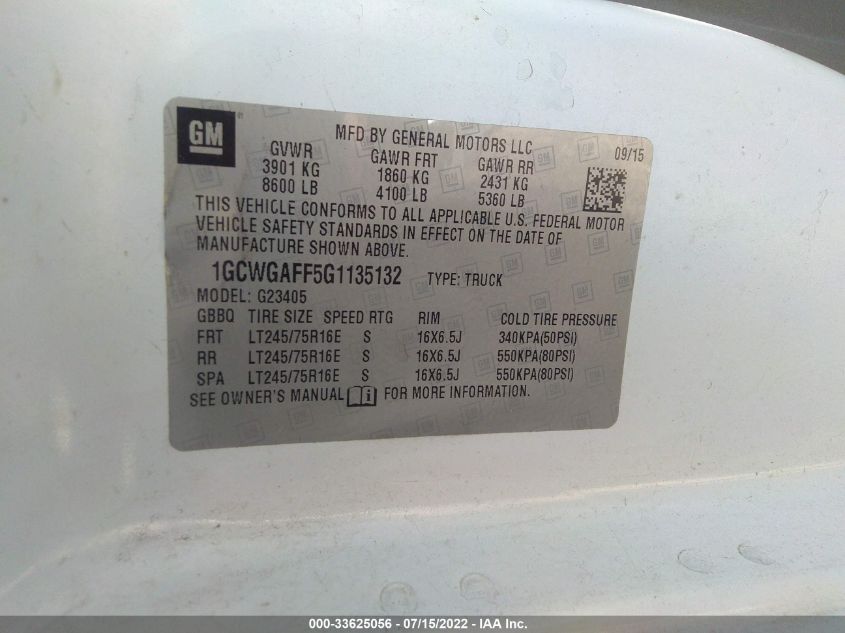 GM
MFD BY GENERAL MOTORS LLC
09/15
GVWR GAWR FRT GAWR RR
3901 KG 1860 KG 2431 KG
8600 LB 4100 LB 5360 LB
THIS VEHICLE CONFORMS TO ALL APPLICABLE U.S. FEDERAL MOTOR
VEHICLE SAFETY STANDARDS IN EFFECT ON THE DATE OF
MANUFACTURE SHOWN ABOVE.
1GCWGAFF5G1135132 TYPE: TRUCK
MODEL: G23405
GBBQ TIRE SIZE SPEED RTG RIM COLD TIRE PRESSURE
FRT LT245/75R16E S 16X6.5J 340KPA(50PSI)
RR LT245/75R16E S 16X6.5J 550KPA(80PSI)
SPA LT245/75R16E S 16X6.5J 550KPA(80PSI)
SEE OWNER'S MANUAL i FOR MORE INFORMATION.
000-33625056 - 07/15/2022 - IAA Inc.